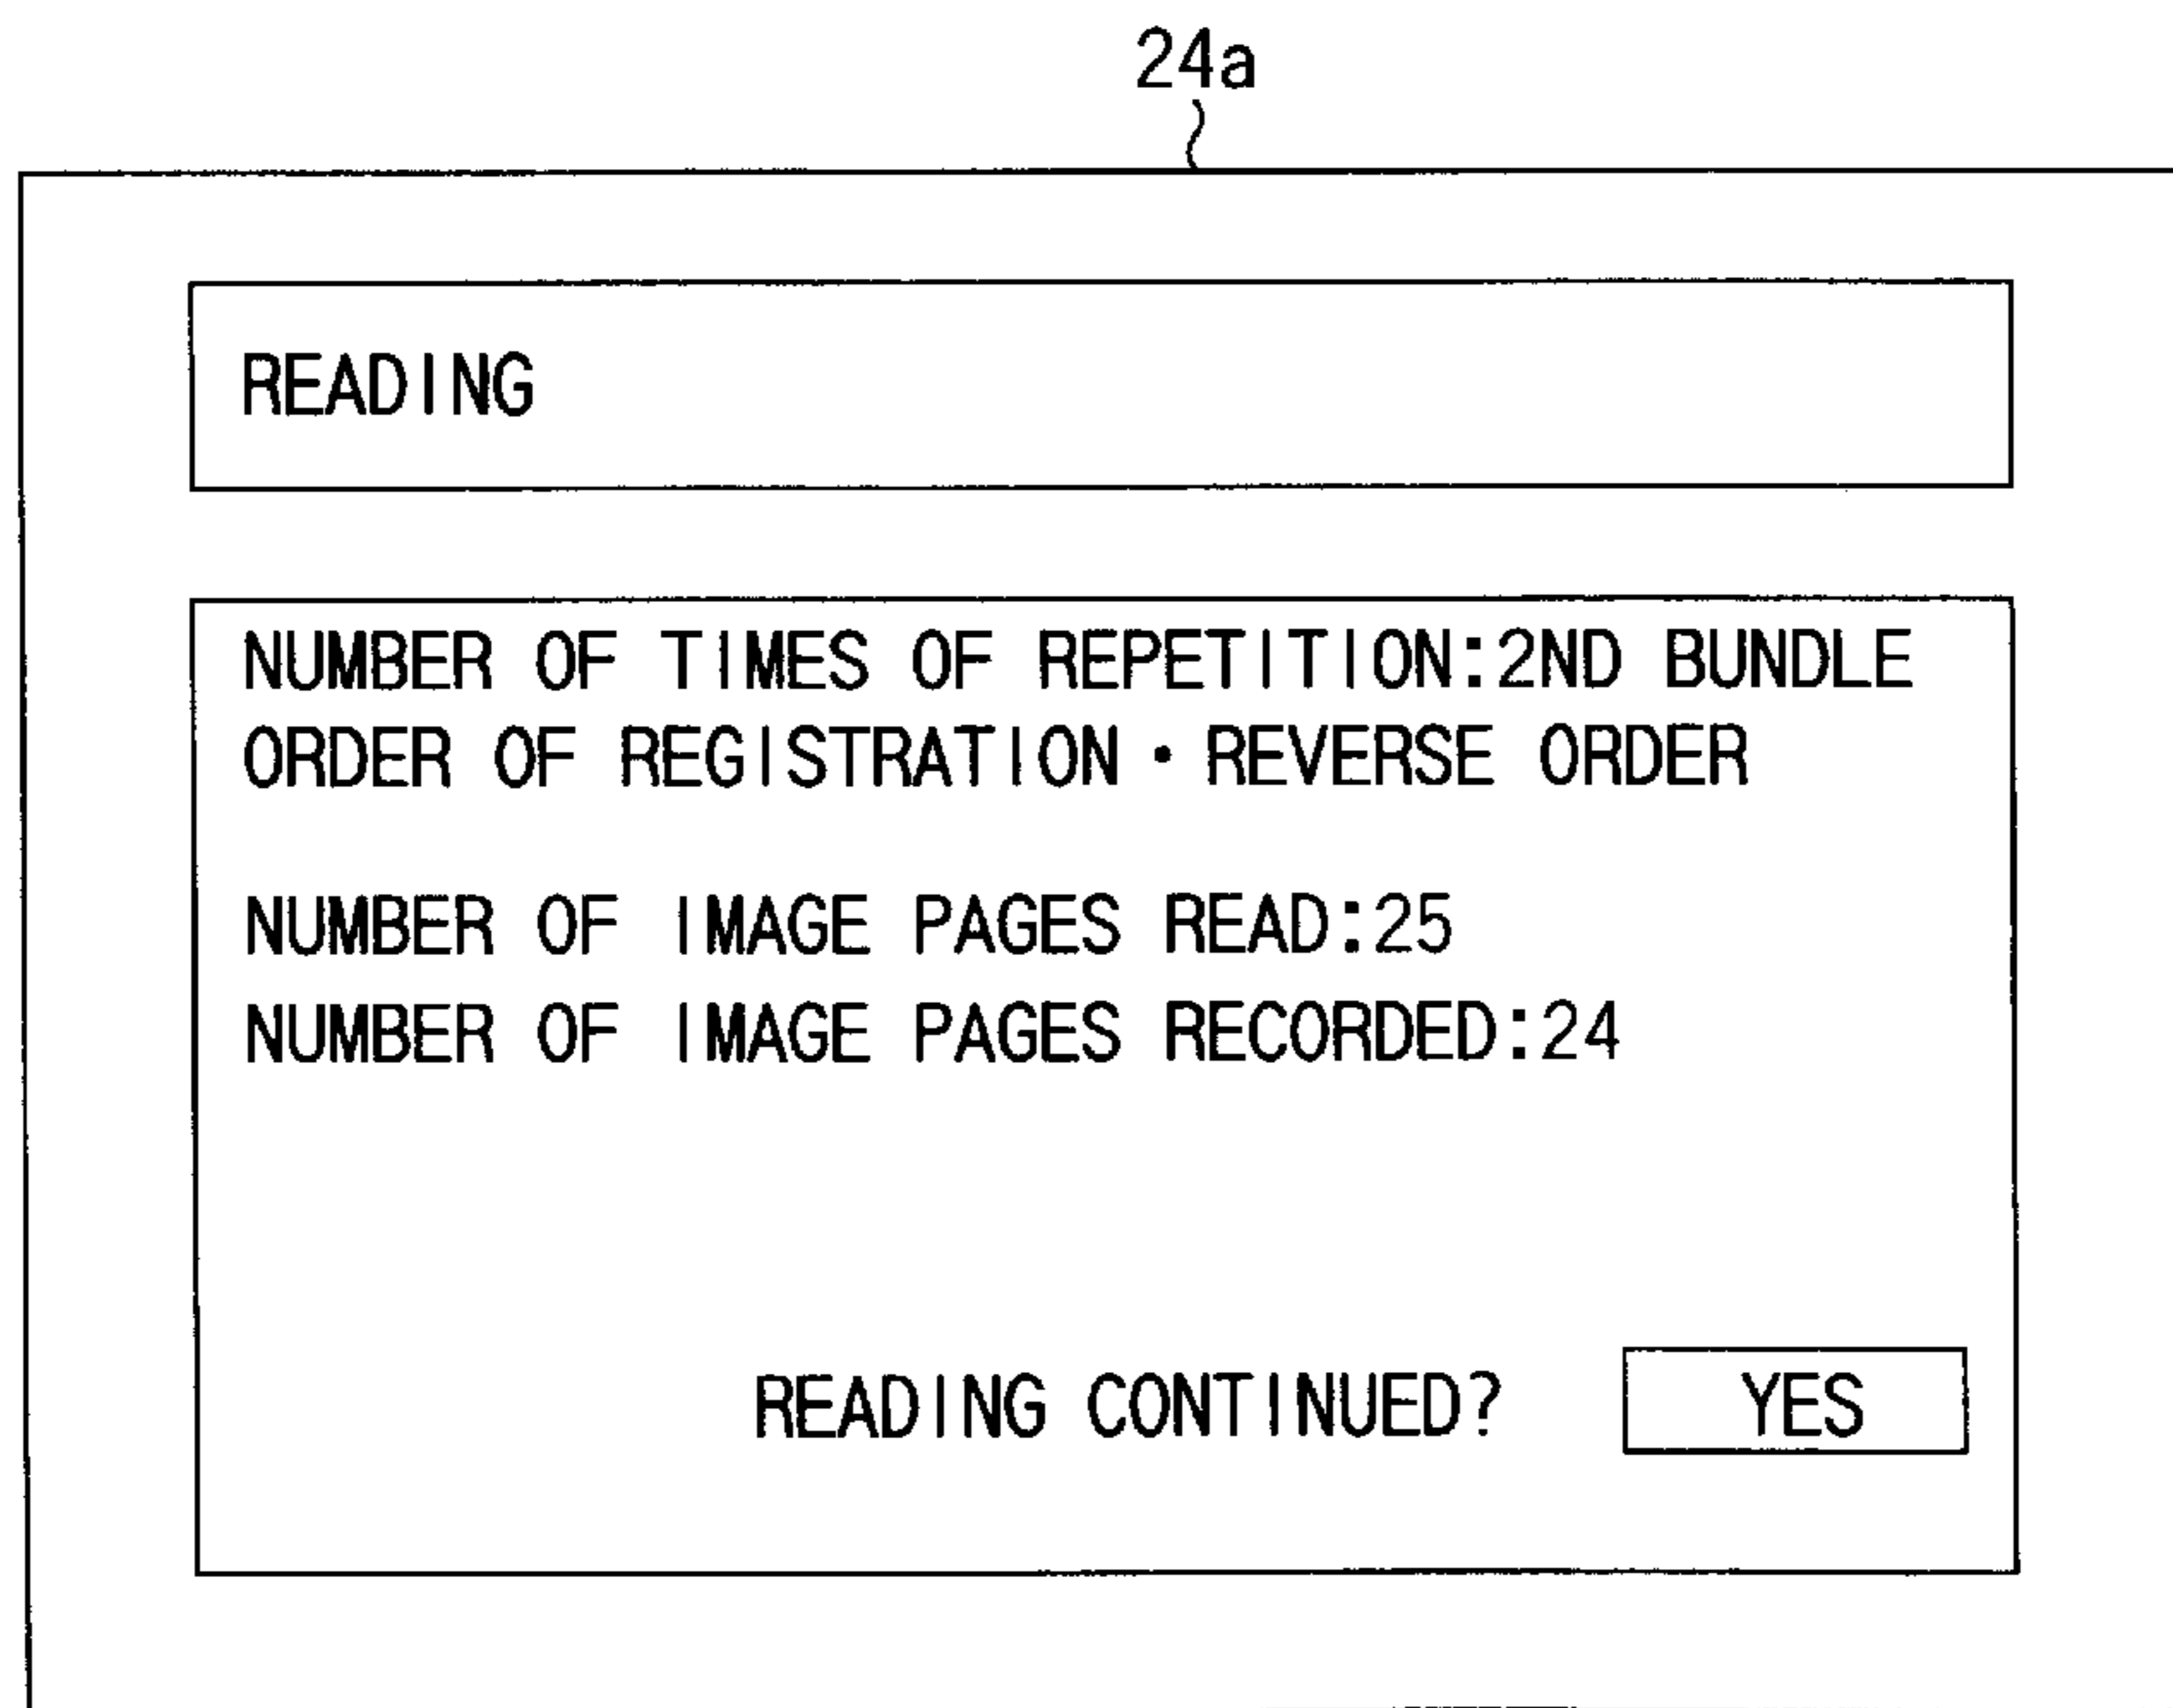 24a
READING
NUMBER OF TIMES OF REPETITION:2ND BUNDLE
ORDER OF REGISTRATION・REVERSE ORDER
NUMBER OF IMAGE PAGES READ:25
NUMBER OF IMAGE PAGES RECORDED:24
READING CONTINUED? YES